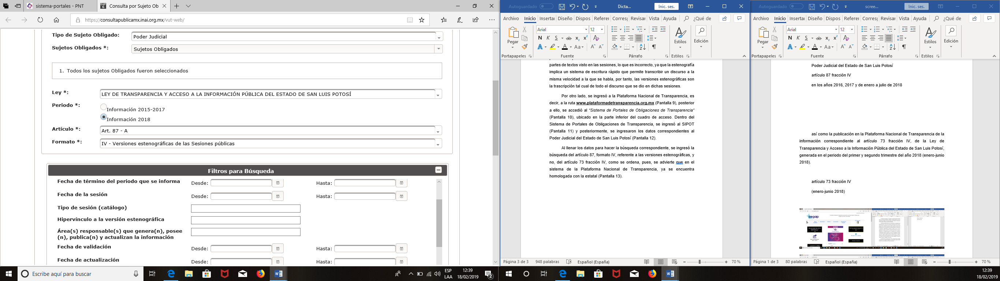 sistema-portales - PNT
Consulta por Sujeto Ob
https://consultapublicamx.inai.org.mx/vut-web/
Tipo de Sujeto Obligado:
Poder Judicial
Sujetos Obligados *:
Sujetos Obligados
1. Todos los sujetos Obligados fueron seleccionados
Ley *:
LEY DE TRANSPARENCIA Y ACCESO A LA INFORMACIÓN PÚBLICA DEL ESTADO DE SAN LUIS POTOSÍ
Periodo *:
Información 2015-2017
Información 2018
Artículo *:
Art. 87 - A
Formato *:
IV - Versiones estenográficas de las Sesiones públicas
Filtros para Búsqueda
Fecha de término del periodo que se informa Desde: Hasta:
Fecha de la sesión Desde: Hasta:
Tipo de sesión (catálogo)
Hipervínculo a la versión estenográfica
Área(s) responsable(s) que genera(n), posee
(n), publica(n) y actualizan la información
Fecha de validación Desde: Hasta:
Fecha de actualización Desde: Hasta:
Escribe aquí para buscar
ESP
LAA
12:39
18/02/2019
2
Autoguardado Dicta... Inic. ses.
Archivo Inicio Insertar Diseño Dispos Referer Corres Revisar Vista Ayuda ¿Qué de
Pegar
Arial 12
N K S ab x₂ x²
A A Aa A A
Estilos Edición
Portapapeles Fuente Párrafo Estilos
partes de textos visto en las sesiones, lo que es incorrecto, ya que la estenografía
implica un sistema de escritura rápido que permite transcribir un discurso a la
misma velocidad a la que se habla, por tanto, las versiones estenográficas son
la trascripción tal cual de todo el discurso que se dio en dichas sesiones.
Por otro lado, se ingresó a la Plataforma Nacional de Transparencia, es
decir, a la ruta www.plataformadetransparencia.org.mx (Pantalla 9), posterior
a ello, se accedió al “Sistema de Portales de Obligaciones de Transparencia”
(Pantalla 10), ubicado en la parte inferior del cuadro de acceso. Dentro del
Sistema de Portales de Obligaciones de Transparencia, se ingresó al SIPOT
(Pantalla 11) y posteriormente, se ingresaron los datos correspondientes al
Poder Judicial del Estado de San Luis Potosí (Pantalla 12).
Al llenar los datos para hacer la búsqueda correspondiente, se ingresó la
búsqueda del artículo 87, formato IV, referente a las versiones estenográficas, y
no, del artículo 73 fracción IV, como se ordena, pues, se advierte que en el
sistema de la Plataforma Nacional de Transparencia, ya se encuentra
homologada con la estatal (Pantalla 13).
Página 3 de 3 948 palabras Español (España) 70 %
Autoguardado scree... Inic. ses.
Archivo Inicio Insertar Diseño Dispos Referer Corres Revisar Vista Ayuda ¿Qué de
Pegar
Arial 12
N K S ab x₂ x²
A A Aa A A
Estilos Edición
Portapapeles Fuente Párrafo Estilos
Poder Judicial del Estado de San Luis Potosí
artículo 87 fracción IV
en los años 2016, 2017 y de enero a julio de 2018
así como la publicación en la Plataforma Nacional de Transparencia de la
información correspondiente al artículo 73 fracción IV, de la Ley de
Transparencia y Acceso a la Información Pública del Estado de San Luis Potosí,
generada en el periodo del primer y segundo trimestre del año 2018 (enero-junio
2018).
artículo 73 fracción IV
(enero-junio 2018)
cegaip
Página 1 de 3 80 palabras Español (España) 70 %
12:39
18/02/2019